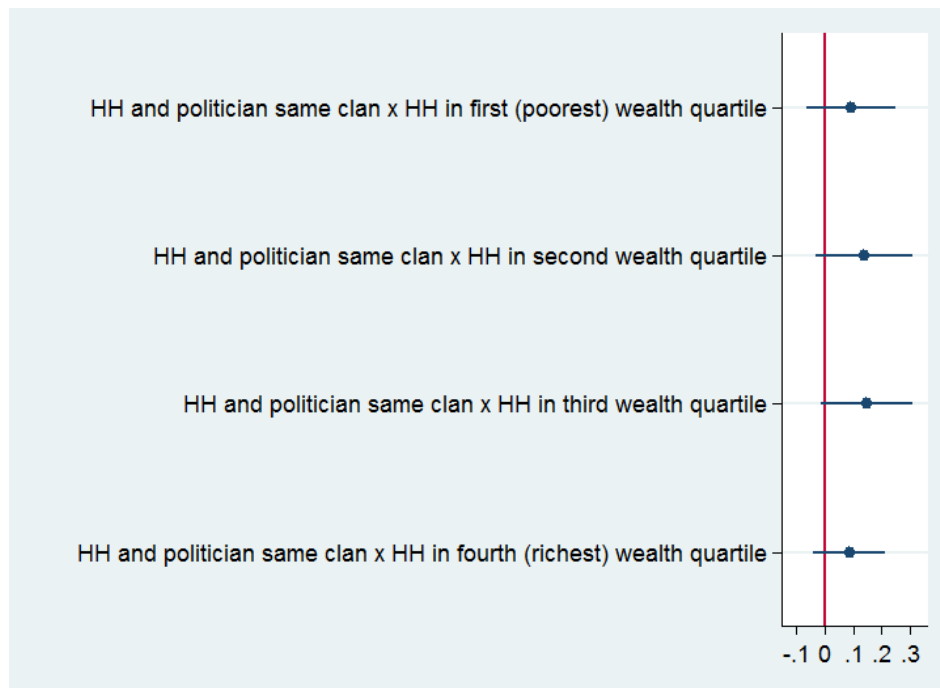 HH and politician same clan x HH in first (poorest) wealth quartile
HH and politician same clan x HH in second wealth quartile
HH and politician same clan x HH in third wealth quartile
HH and politician same clan x HH in fourth (richest) wealth quartile
-.1 0 .1 .2 .3